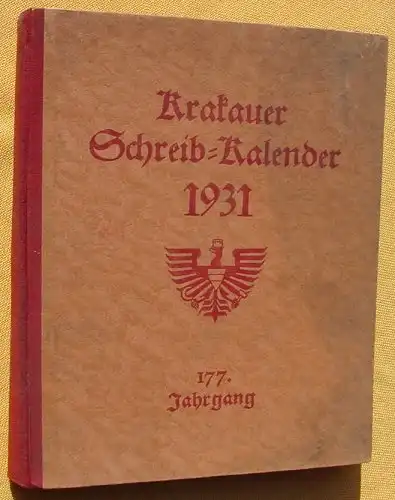 Krakauer
Schreib=Kalender
1931
177.
Jahrgang